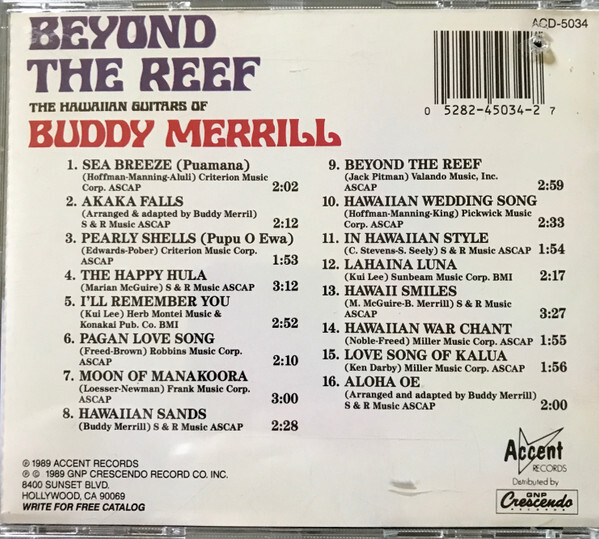 BEYOND
THE REEF
THE HAWAIIAN GUITARS OF
BUDDY MERRILL
ACD-5034
0 5282-45034-2 7
1. SEA BREEZE (Puamana)
(Hoffman-Manning-Aluli) Criterion Music
Corp. ASCAP 2:02
2. AKAKA FALLS
(Arranged & adapted by Buddy Merril)
S & R Music ASCAP 2:12
3. PEARLY SHELLS (Pupu O Ewa)
(Edwards-Pober) Criterion Music Corp.
ASCAP 1:53
4. THE HAPPY HULA
(Marian McGuire) S & R Music ASCAP 3:12
5. I'LL REMEMBER YOU
(Kui Lee) Herb Montei Music &
Konakai Pub. Co. BMI 2:52
6. PAGAN LOVE SONG
(Freed-Brown) Robbins Music Corp.
ASCAP 2:10
7. MOON OF MANAKOORA
(Loesser-Newman) Frank Music Corp.
ASCAP 3:00
8. HAWAIIAN SANDS
(Buddy Merrill) S & R Music ASCAP 2:28
9. BEYOND THE REEF
(Jack Pitman) Valando Music, Inc.
ASCAP 2:59
10. HAWAIIAN WEDDING SONG
(Hoffman-Manning-King) Pickwick Music
Corp. ASCAP 2:33
11. IN HAWAIIAN STYLE
(C. Stevens-S. Seely) S & R Music ASCAP 1:54
12. LAHAINA LUNA
(Kui Lee) Sunbeam Music Corp. BMI 2:17
13. HAWAII SMILES
(M. McGuire-B. Merrill) S & R Music
ASCAP 3:27
14. HAWAIIAN WAR CHANT
(Noble-Freed) Miller Music Corp. ASCAP 1:55
15. LOVE SONG OF KALUA
(Ken Darby) Miller Music Corp. ASCAP 1:56
16. ALOHA OE
(Arranged and adapted by Buddy Merrill)
S & R Music ASCAP 2:00
℗ 1989 ACCENT RECORDS
℗ © 1989 GNP CRESCENDO RECORD CO. INC.
8400 SUNSET BLVD.
HOLLYWOOD, CA 90069
WRITE FOR FREE CATALOG
Accent
RECORDS
Distributed by
GNP
Crescendo
RECORDS